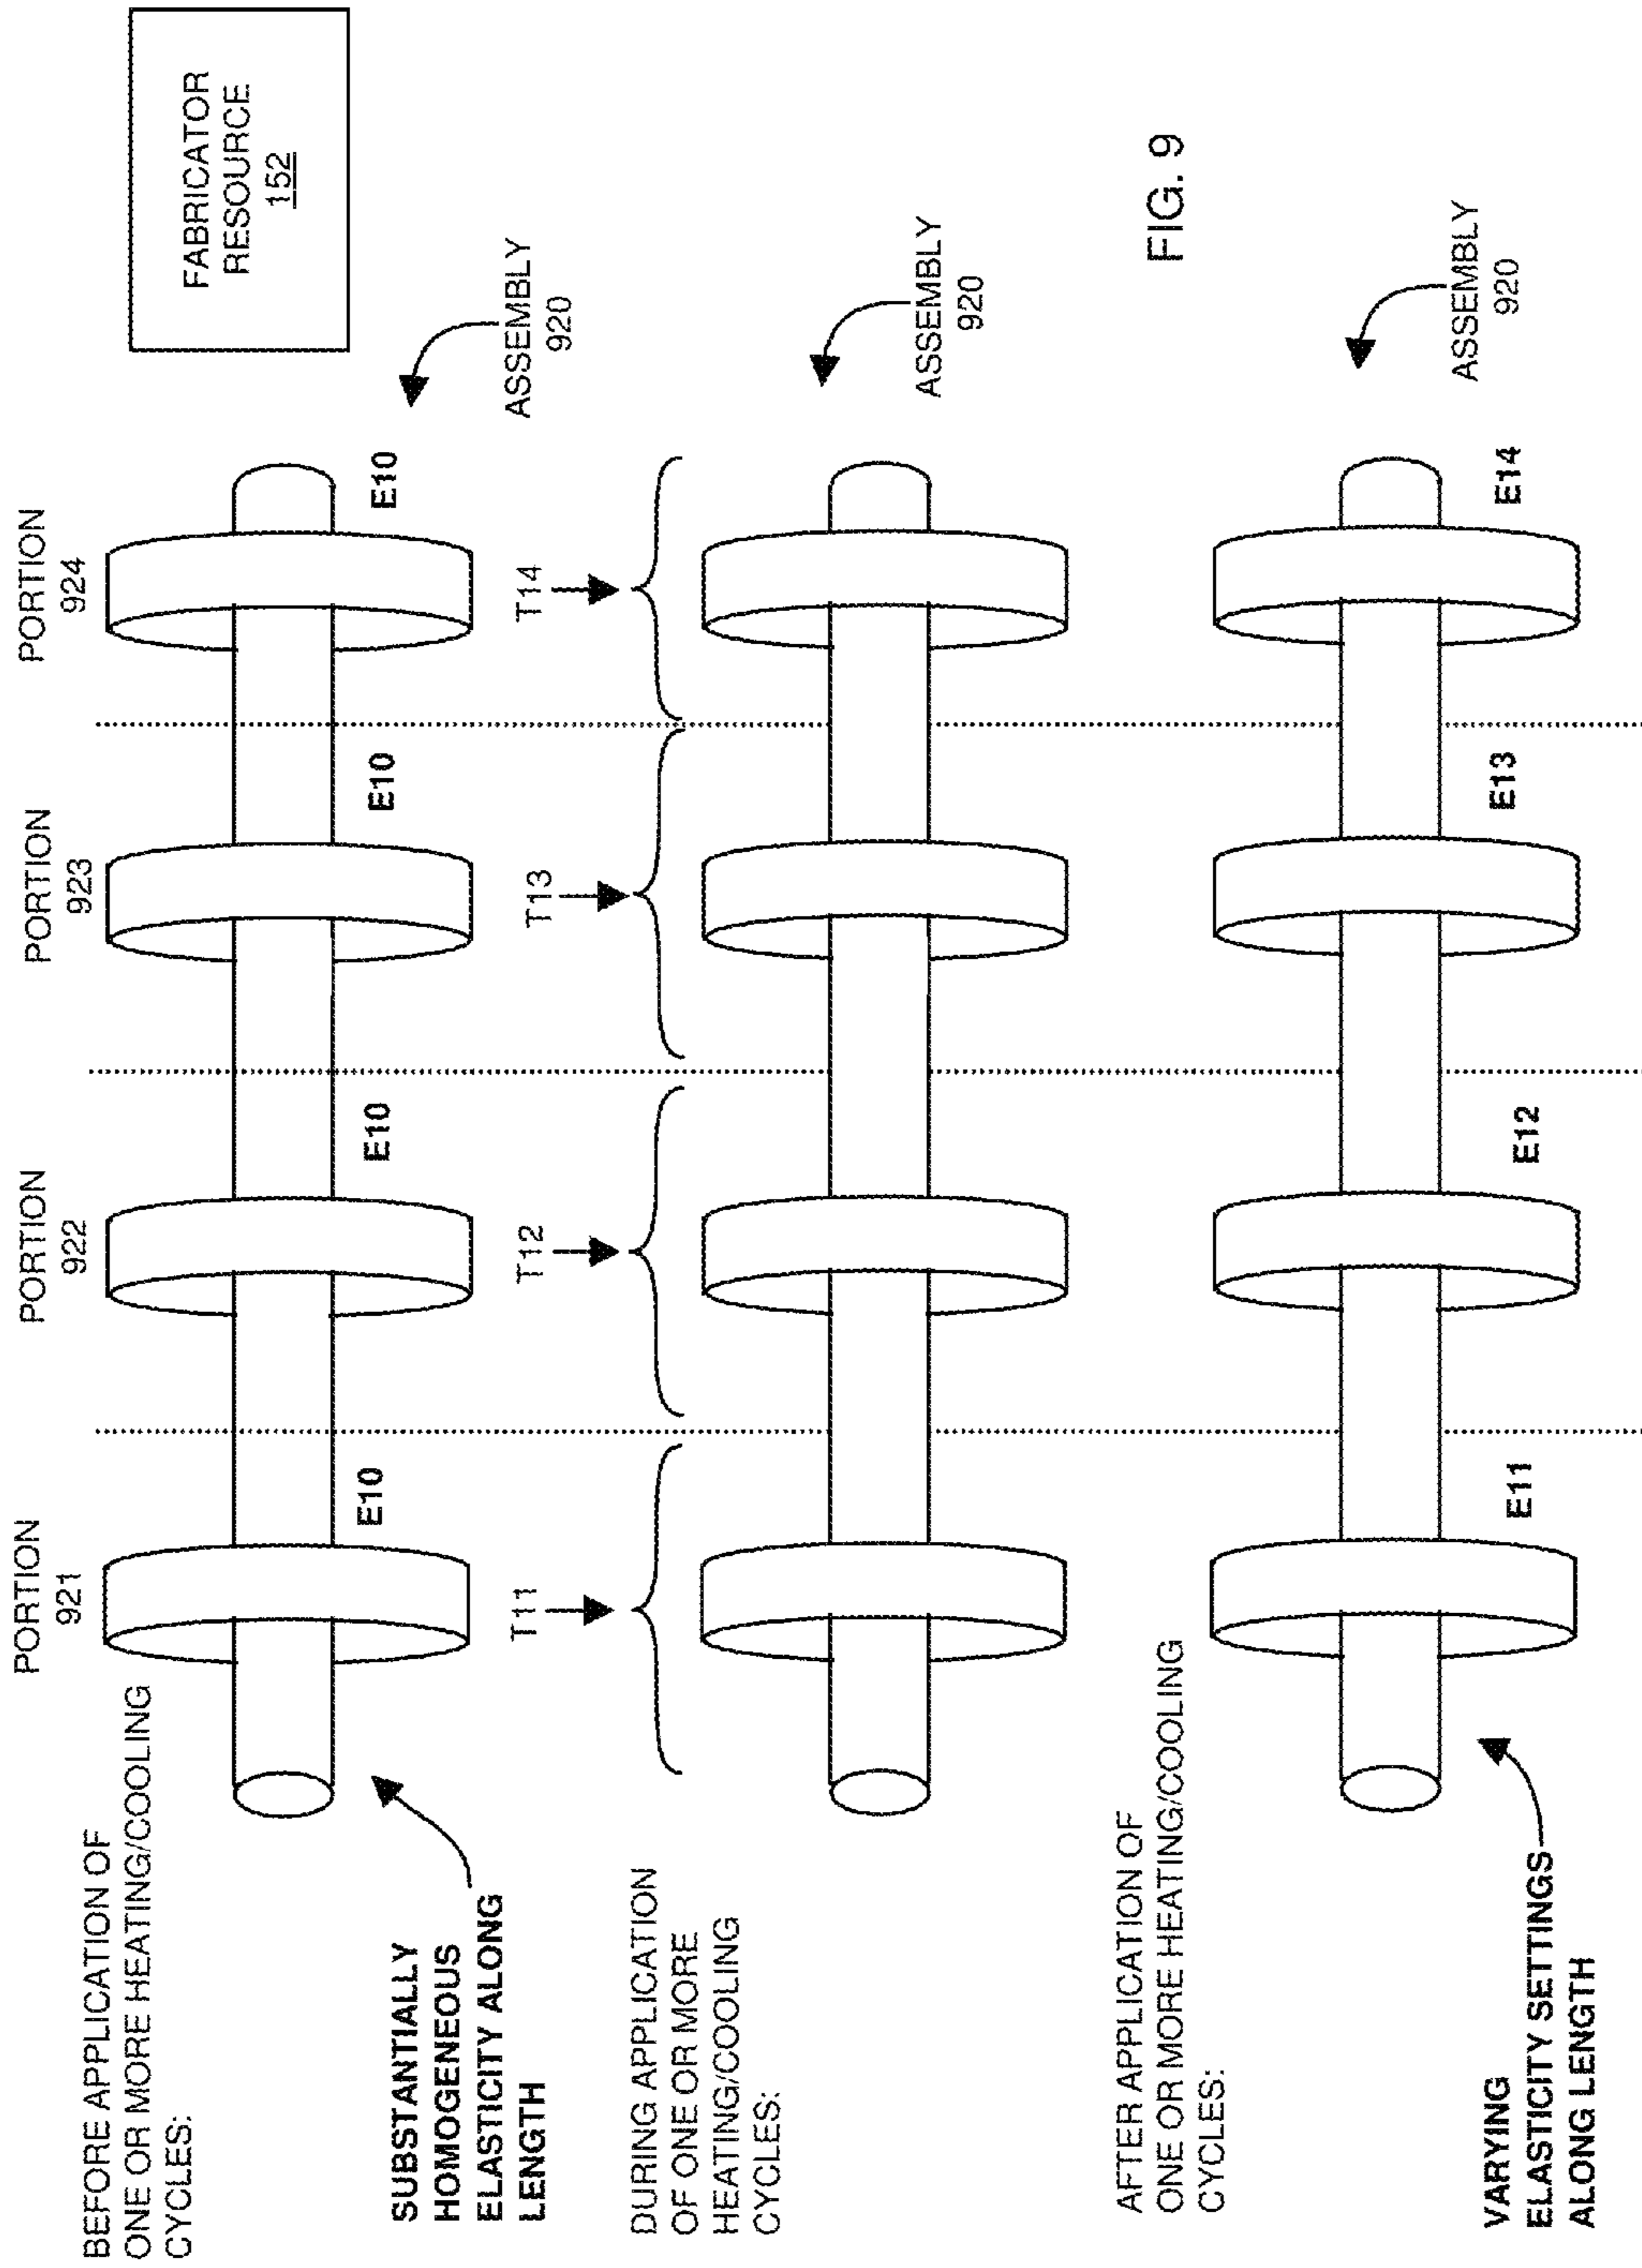 PORTION
921
PORTION
922
PORTION
923
PORTION
924
FABRICATOR
RESOURCE
152
BEFORE APPLICATION OF
ONE OR MORE HEATING/COOLING
CYCLES:
E10
E10
E10
E10
SUBSTANTIALLY
HOMOGENEOUS
ELASTICITY ALONG
LENGTH
ASSEMBLY
920
T11
T12
T13
T14
DURING APPLICATION
OF ONE OR MORE
HEATING/COOLING
CYCLES:
ASSEMBLY
920
FIG. 9
AFTER APPLICATION OF
ONE OR MORE HEATING/COOLING
CYCLES:
E11
E12
E13
E14
VARYING
ELASTICITY SETTINGS
ALONG LENGTH
ASSEMBLY
920